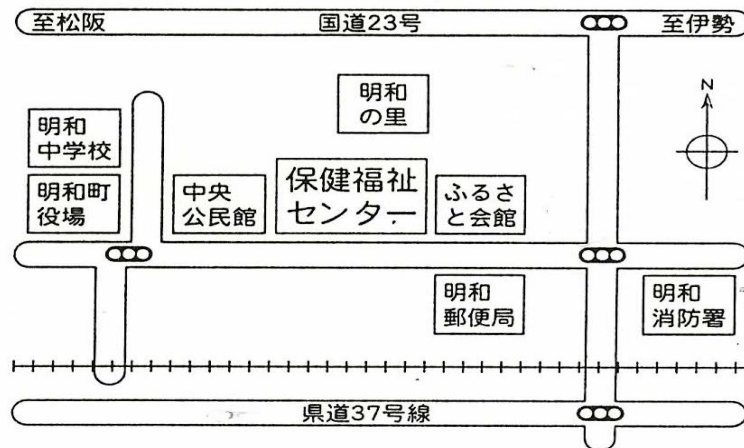 至松阪 国道23号 至伊勢
N
明和
の里
明和
中学校
明和町
役場
中央
公民館
保健福祉
センター
ふるさ
と会館
明和
郵便局
明和
消防署
県道37号線